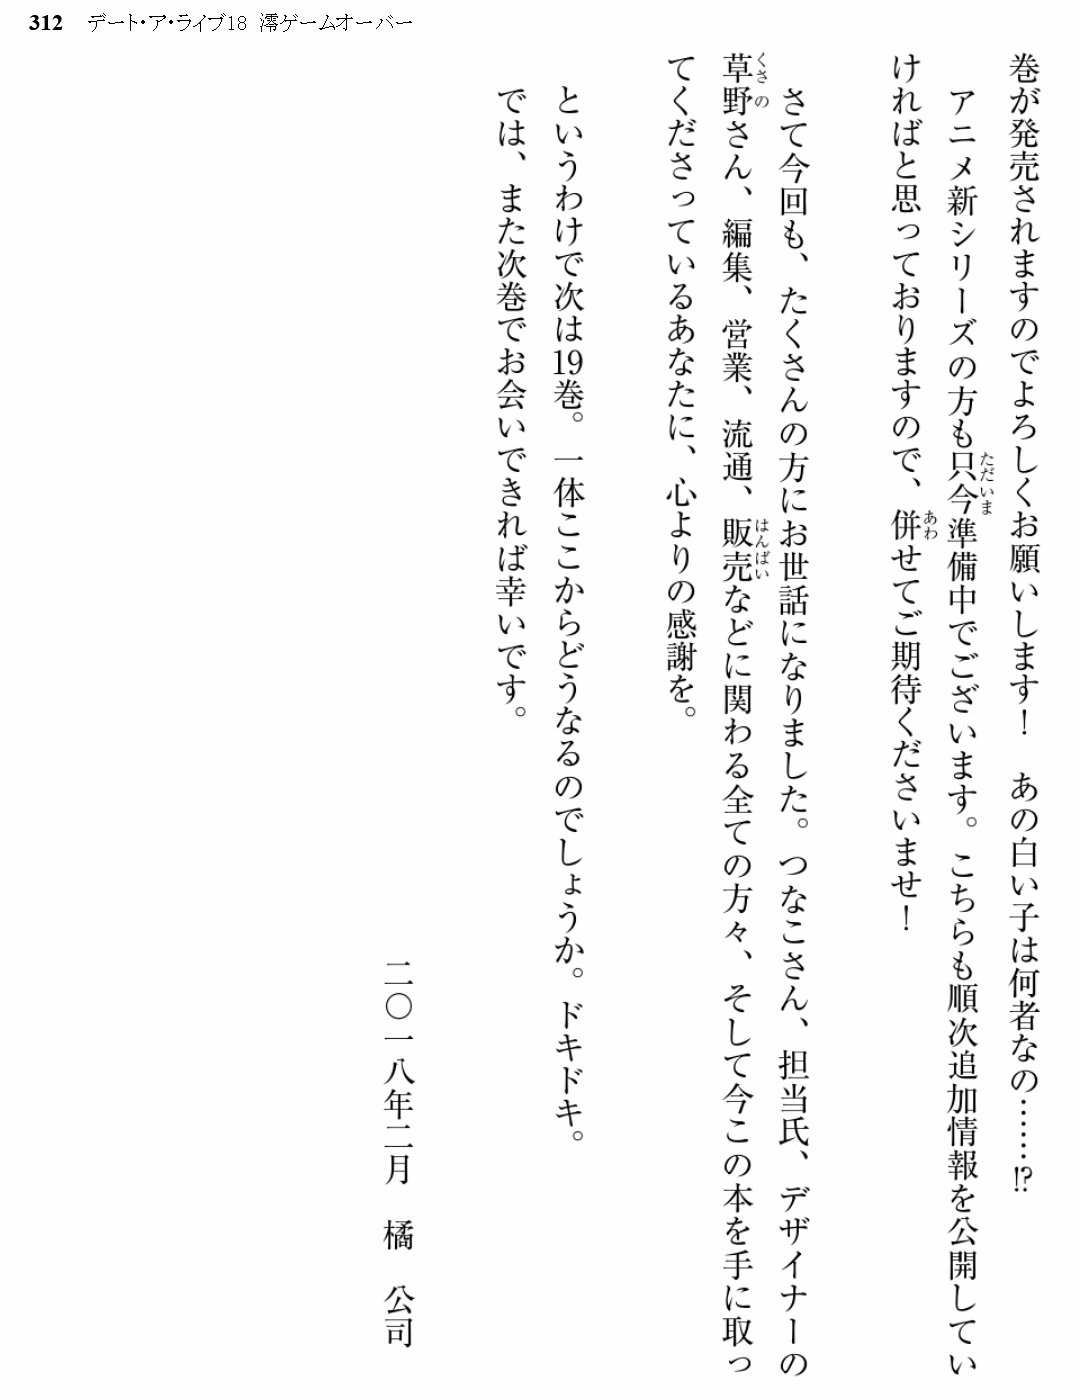 312 デート・ア・ライブ18 澪ゲームオーバー
巻が発売されますのでよろしくお願いします！　あの白い子は何者なの……!?
　アニメ新シリーズの方も只今準備中でございます。こちらも順次追加情報を公開してい
ただいま
ければと思っておりますので、併せてご期待くださいませ！
あわ
　さて今回も、たくさんの方にお世話になりました。つなこさん、担当氏、デザイナーの
草野さん、編集、営業、流通、販売などに関わる全ての方々、そして今この本を手に取っ
くさの
はんばい
てくださっているあなたに、心よりの感謝を。
　というわけで次は19巻。一体ここからどうなるのでしょうか。ドキドキ。
　では、また次巻でお会いできれば幸いです。
二〇一八年二月　橘　公司